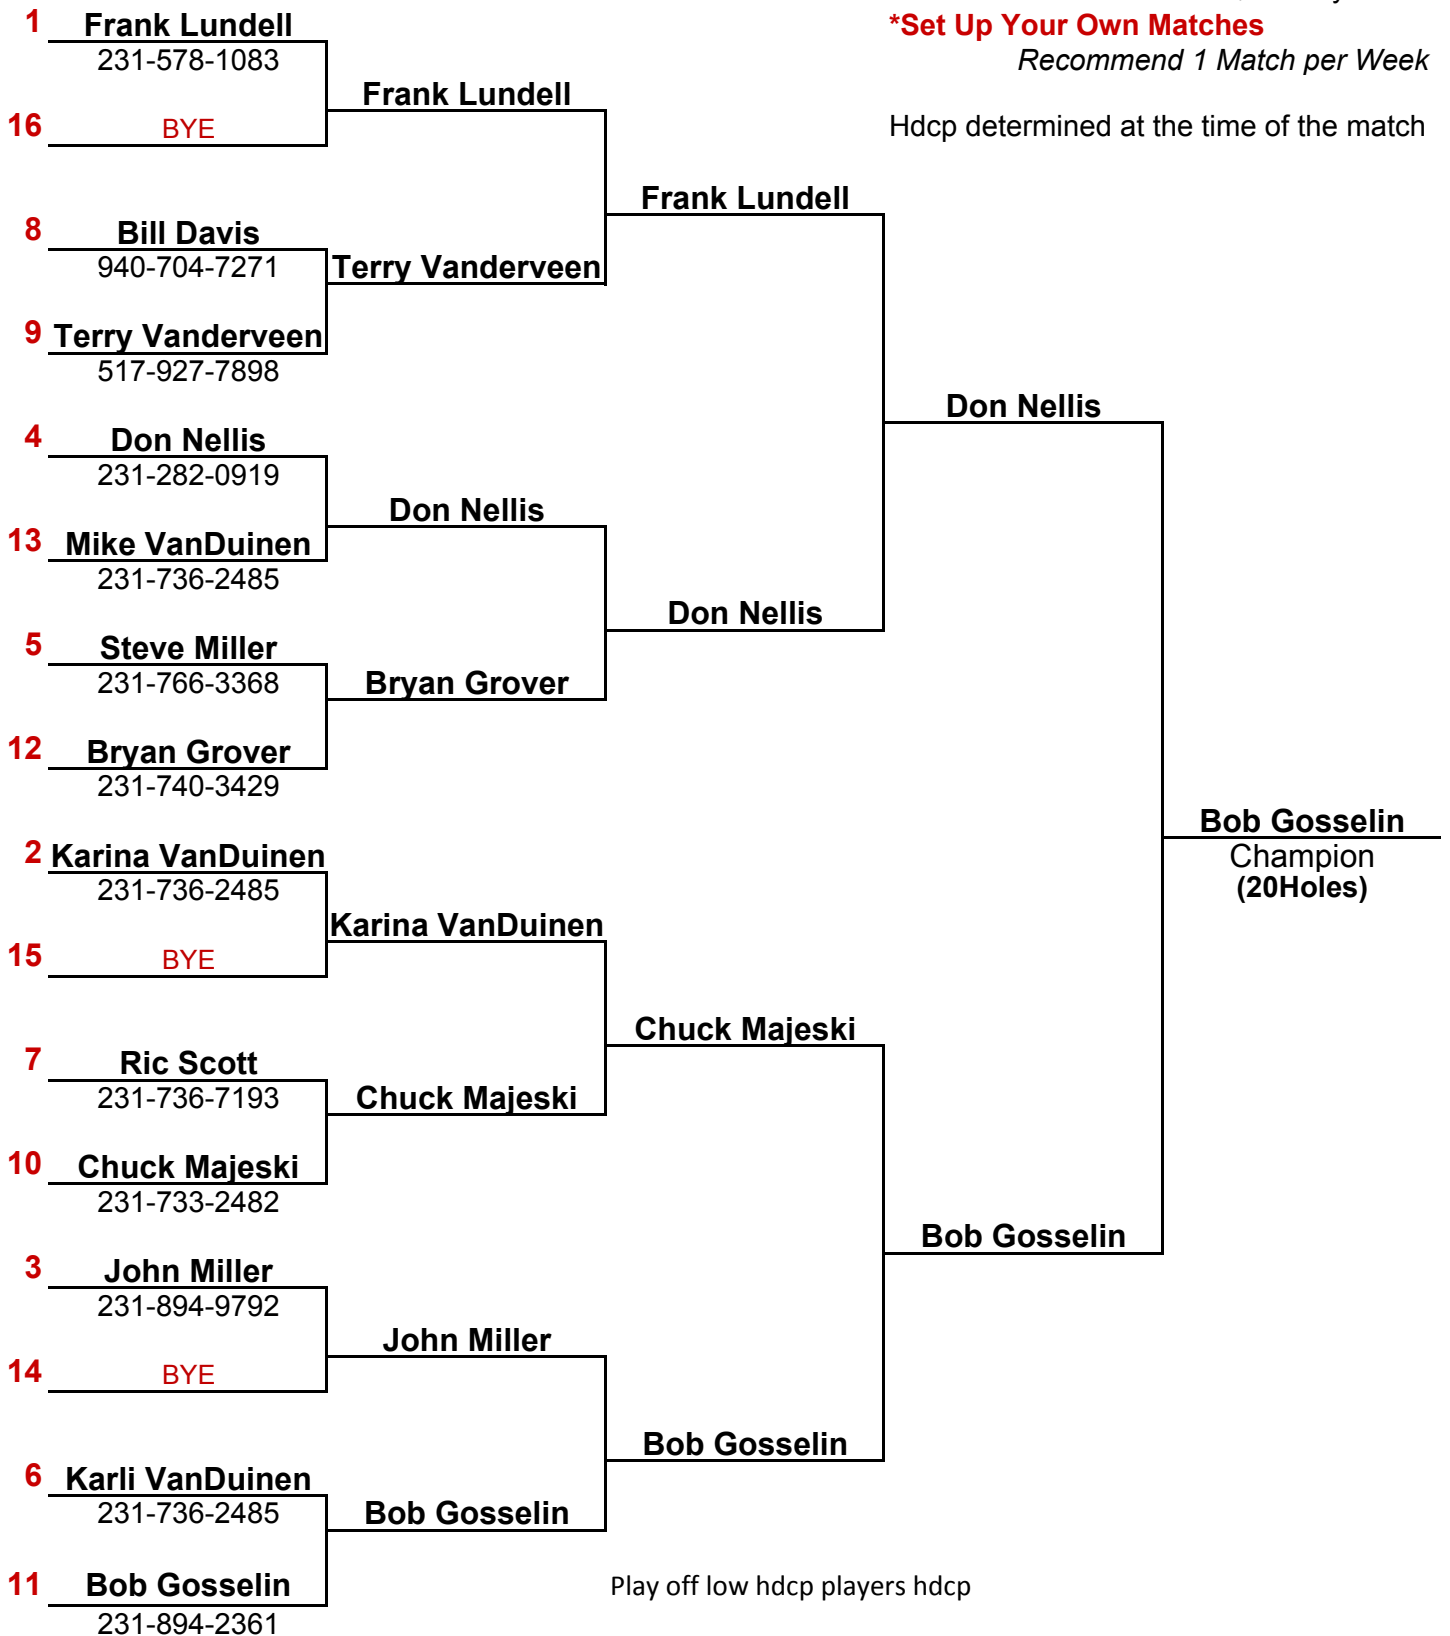 1 Frank Lundell
231-578-1083
*Set Up Your Own Matches
Recommend 1 Match per Week
Frank Lundell
16 BYE
Hdcp determined at the time of the match
Frank Lundell
8 Bill Davis
940-704-7271
Terry Vanderveen
9 Terry Vanderveen
517-927-7898
Don Nellis
4 Don Nellis
231-282-0919
Don Nellis
13 Mike VanDuinen
231-736-2485
Don Nellis
5 Steve Miller
231-766-3368
Bryan Grover
12 Bryan Grover
231-740-3429
Bob Gosselin
Champion
(20Holes)
2 Karina VanDuinen
231-736-2485
Karina VanDuinen
15 BYE
Chuck Majeski
7 Ric Scott
231-736-7193
Chuck Majeski
10 Chuck Majeski
231-733-2482
Bob Gosselin
3 John Miller
231-894-9792
John Miller
14 BYE
Bob Gosselin
6 Karli VanDuinen
231-736-2485
Bob Gosselin
11 Bob Gosselin
231-894-2361
Play off low hdcp players hdcp